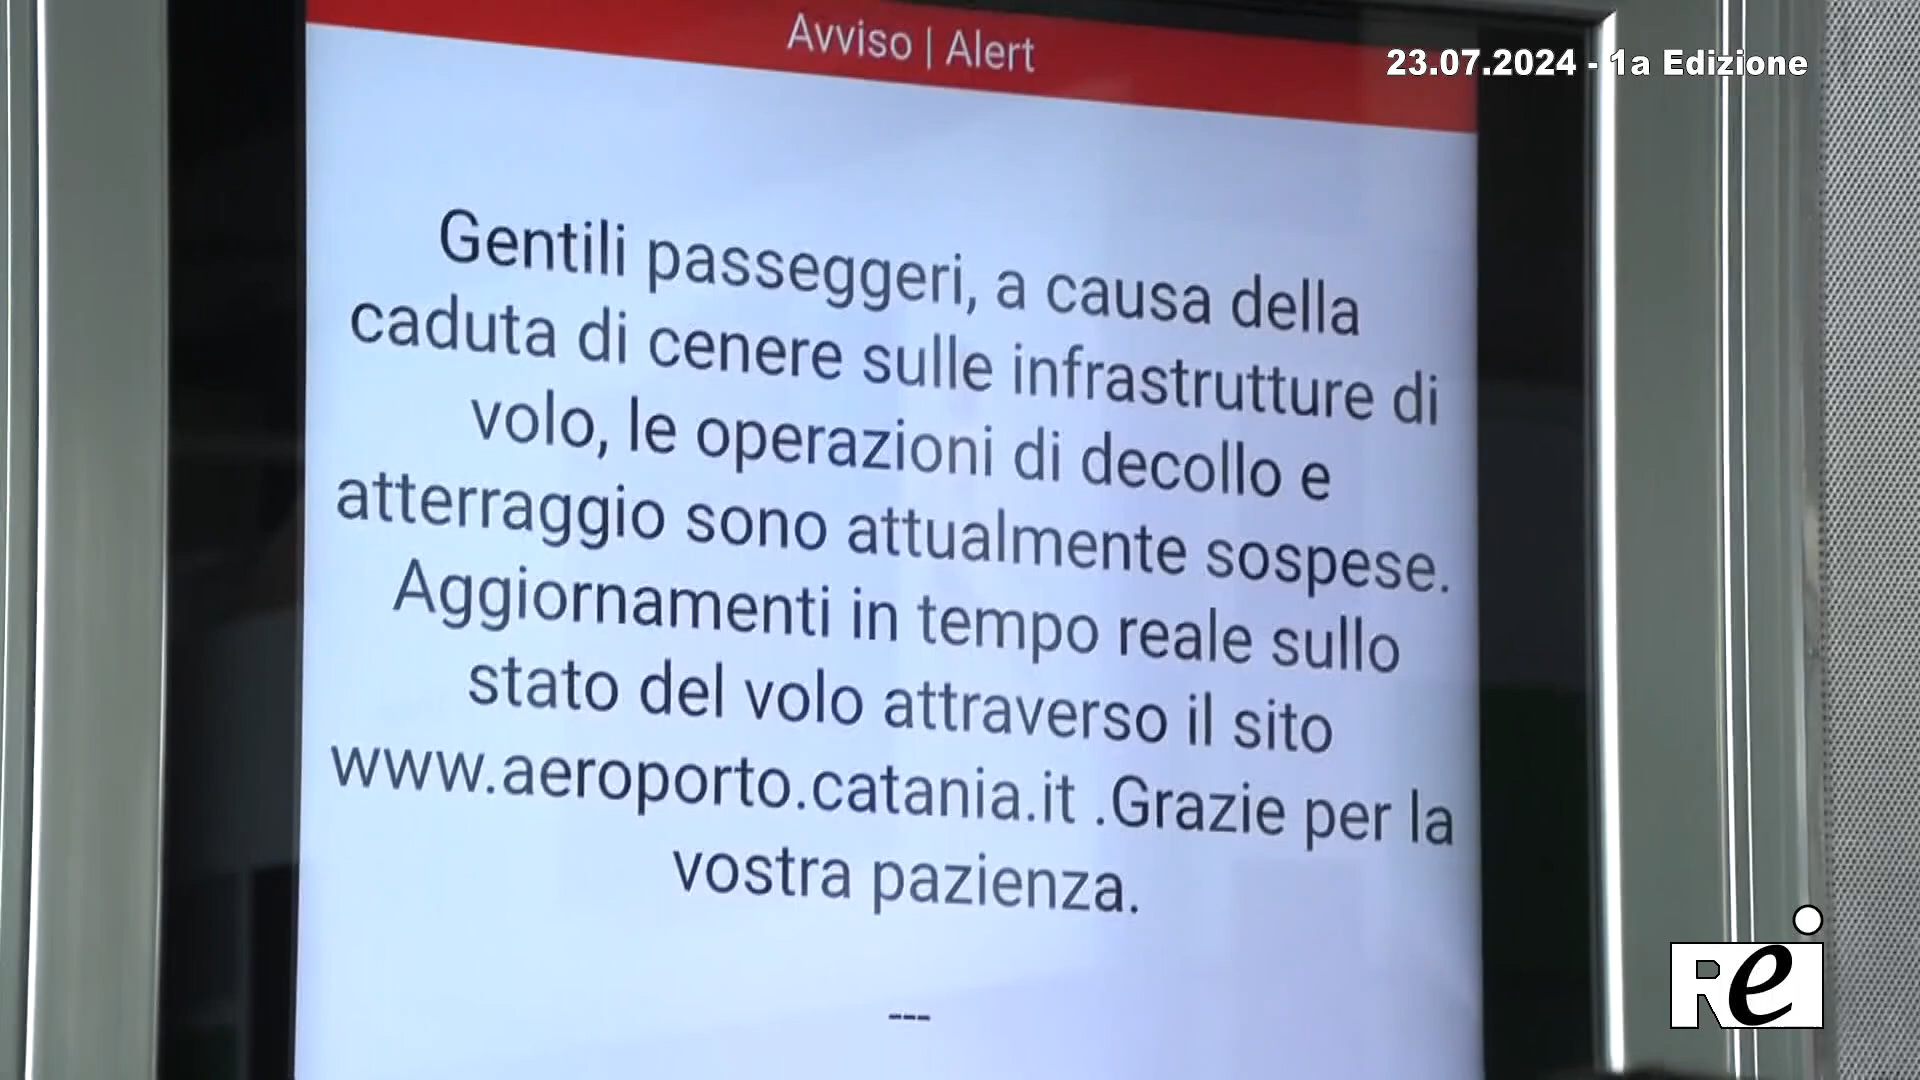 Avviso | Alert
23.07.2024 - 1a Edizione
Gentili passeggeri, a causa della
caduta di cenere sulle infrastrutture di
volo, le operazioni di decollo e
atterraggio sono attualmente sospese.
Aggiornamenti in tempo reale sullo
stato del volo attraverso il sito
www.aeroporto.catania.it .Grazie per la
vostra pazienza.
---
Rei